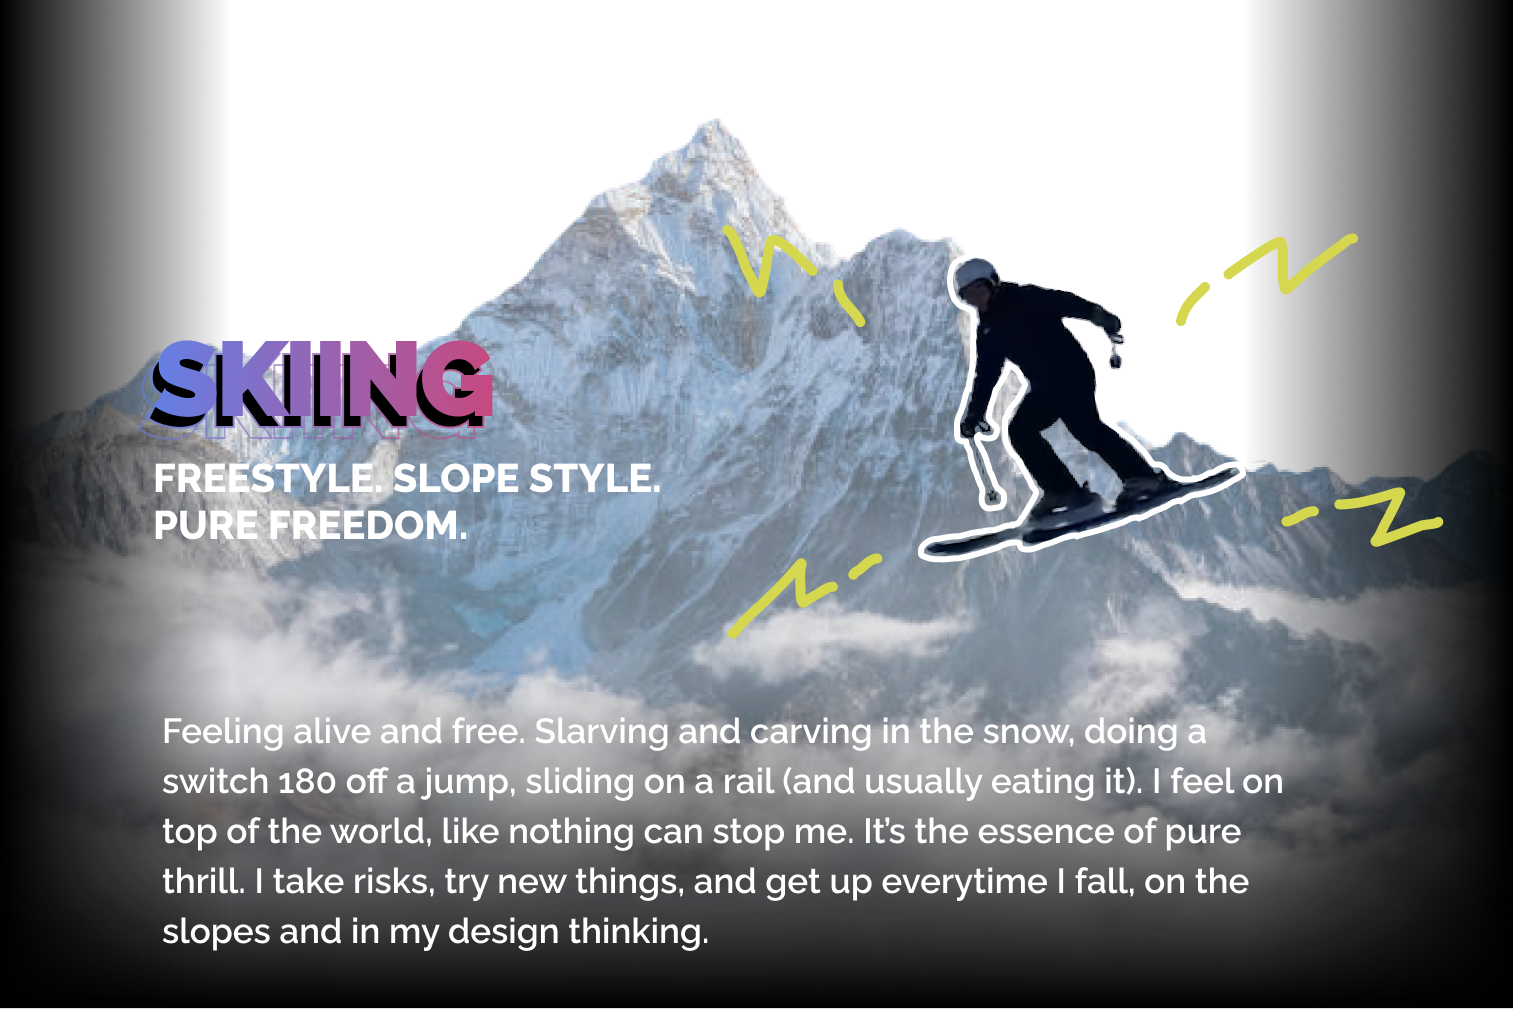 SKIING
FREESTYLE. SLOPE STYLE.
PURE FREEDOM.
Feeling alive and free. Slarving and carving in the snow, doing a
switch 180 off a jump, sliding on a rail (and usually eating it). I feel on
top of the world, like nothing can stop me. It’s the essence of pure
thrill. I take risks, try new things, and get up everytime I fall, on the
slopes and in my design thinking.